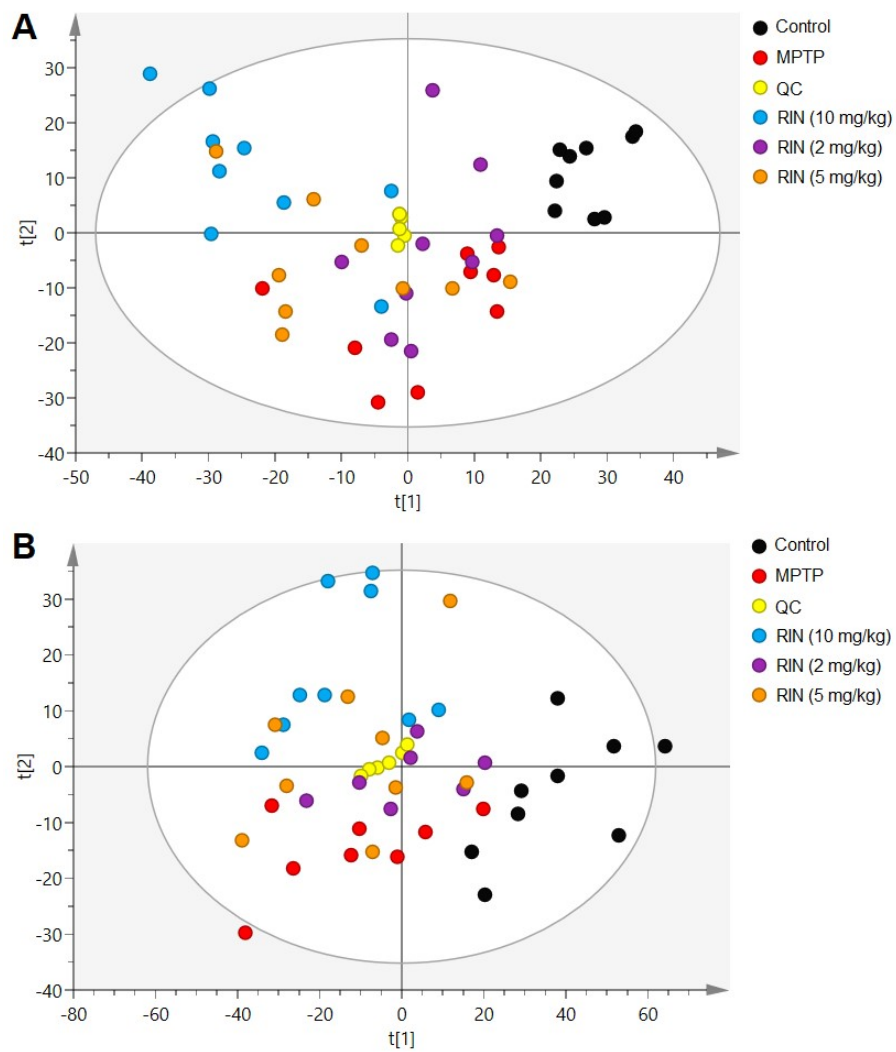 A
Control
MPTP
QC
RIN (10 mg/kg)
RIN (2 mg/kg)
RIN (5 mg/kg)
t[2]
30
20
10
0
-10
-20
-30
-40
-50 -40 -30 -20 -10 0 10 20 30 40
t[1]
B
Control
MPTP
QC
RIN (10 mg/kg)
RIN (2 mg/kg)
RIN (5 mg/kg)
t[2]
30
20
10
0
-10
-20
-30
-40
-80 -60 -40 -20 0 20 40 60
t[1]